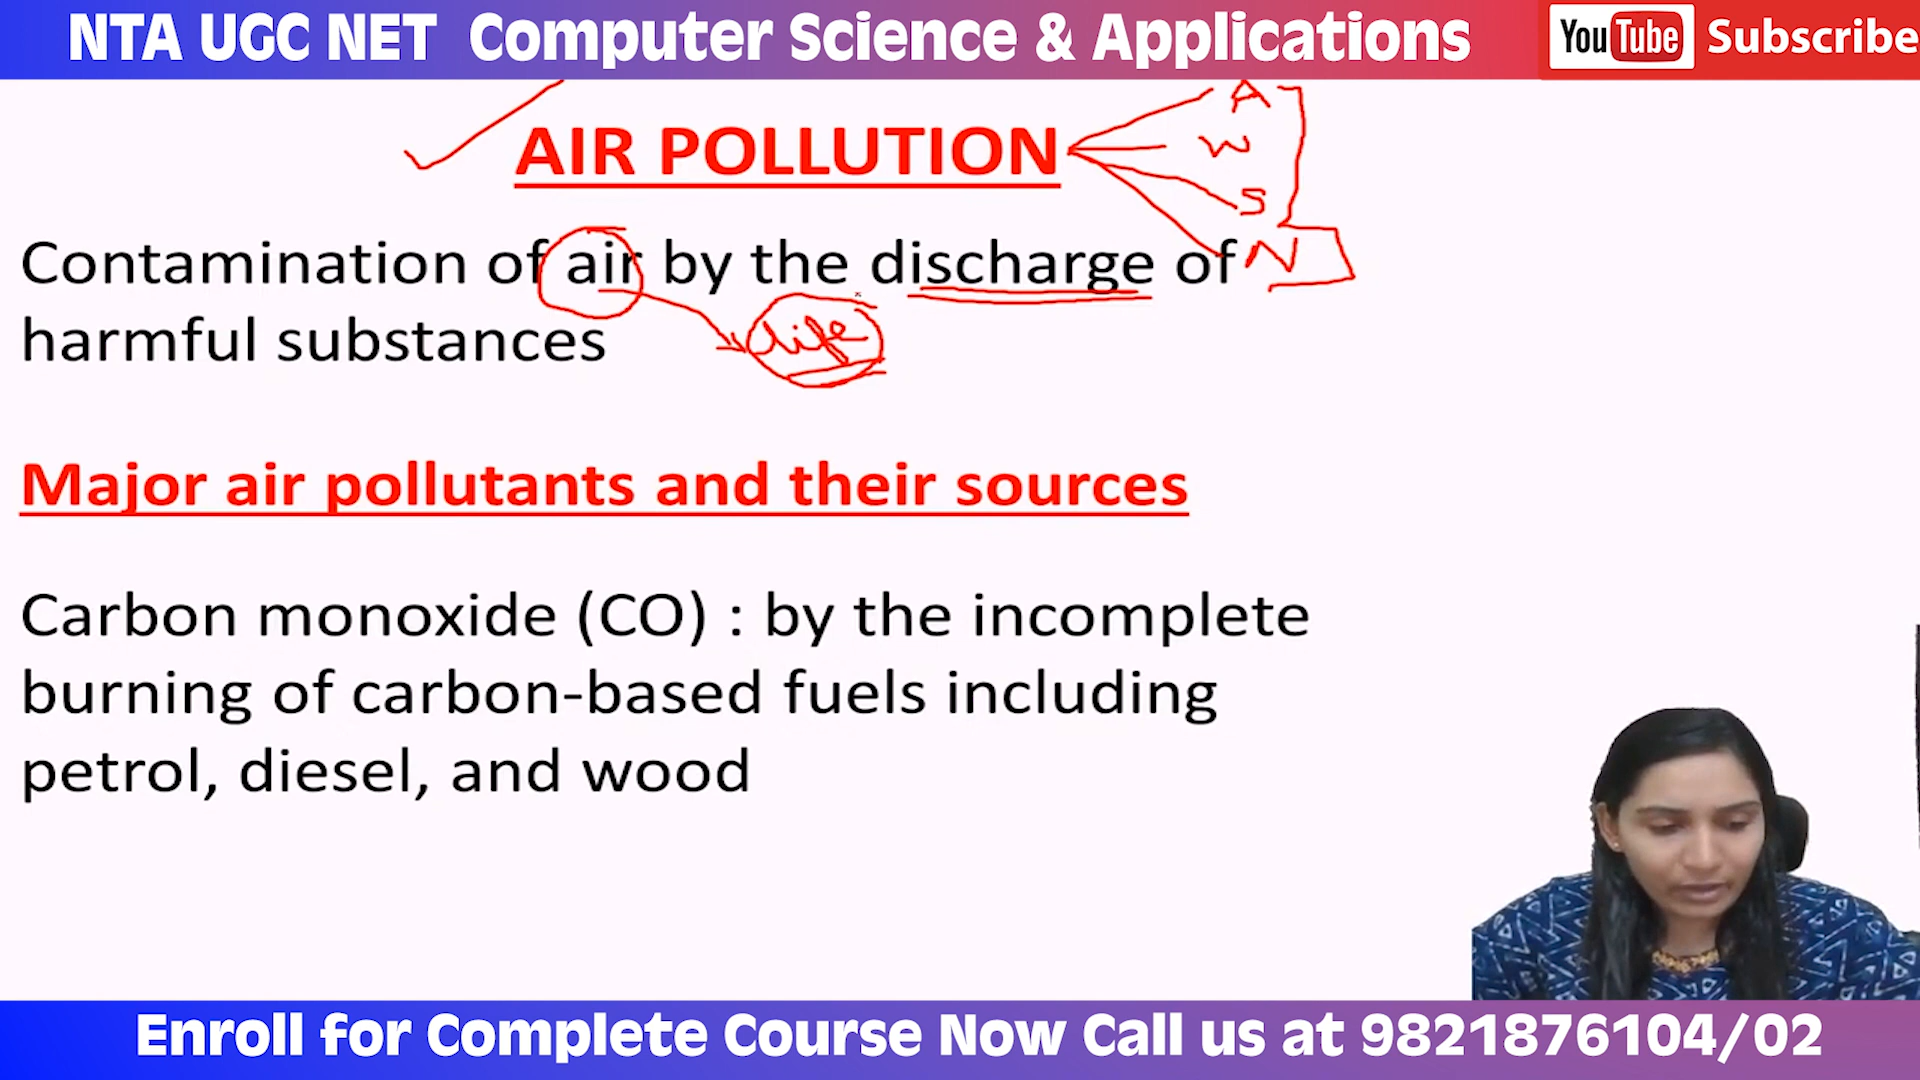 NTA UGC NET Computer Science & Applications
YouTube Subscribe
AIR POLLUTION
A
W
S
N
Contamination of air by the discharge of
harmful substances
life
Major air pollutants and their sources
Carbon monoxide (CO) : by the incomplete
burning of carbon-based fuels including
petrol, diesel, and wood
Enroll for Complete Course Now Call us at 9821876104/02